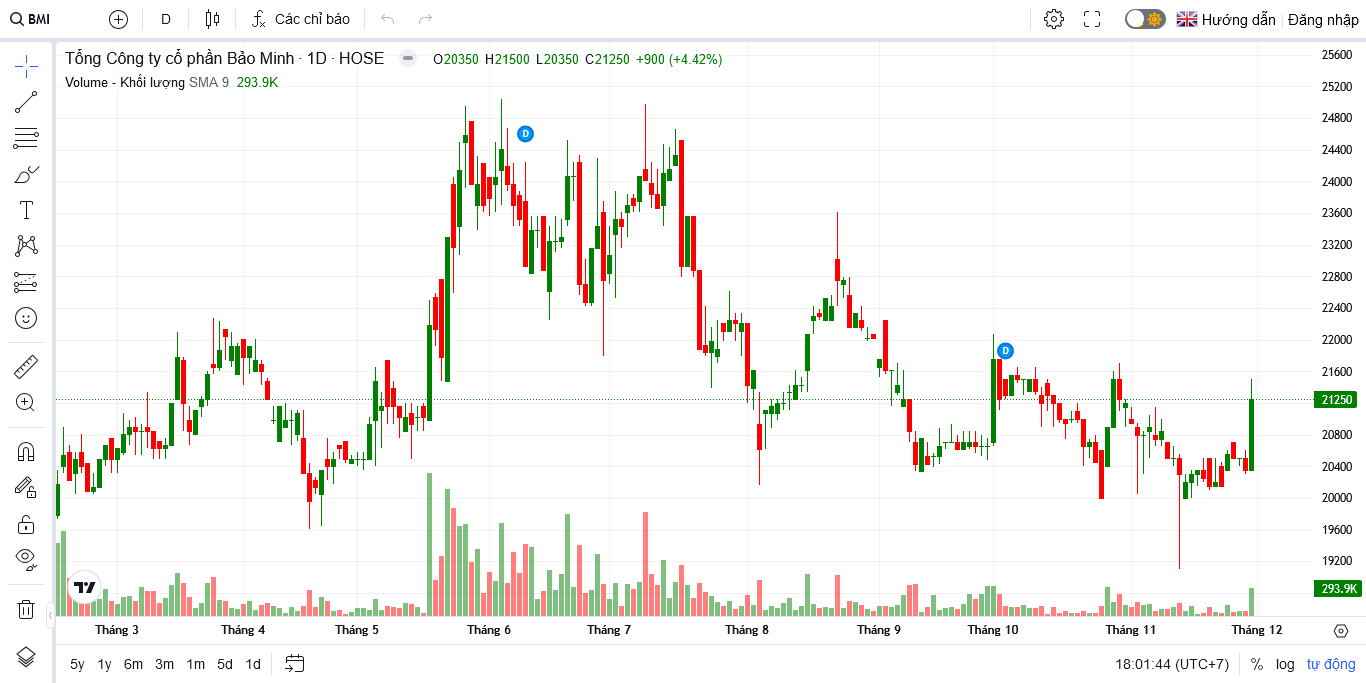 BMI D Các chỉ báo Hướng dẫn Đăng nhập
Tổng Công ty cổ phần Bảo Minh · 1D · HOSE O20350 H21500 L20350 C21250 +900 (+4.42%)
Volume - Khối lượng SMA 9 293.9K
D
D
25600
25200
24800
24400
24000
23600
23200
22800
22400
22000
21600
21250
20800
20400
20000
19600
19200
293.9K
Tháng 3 Tháng 4 Tháng 5 Tháng 6 Tháng 7 Tháng 8 Tháng 9 Tháng 10 Tháng 11 Tháng 12
5y 1y 6m 3m 1m 5d 1d 18:01:44 (UTC+7) % log tự động